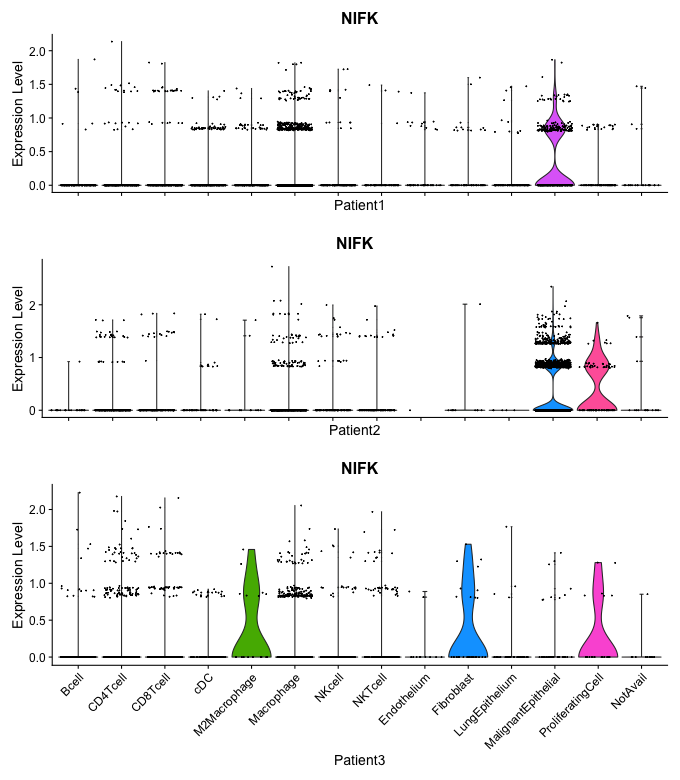 NIFK
Expression Level
2.0
1.5
1.0
0.5
0.0
Patient1
NIFK
Expression Level
2
1
0
Patient2
NIFK
Expression Level
2.0
1.5
1.0
0.5
0.0
Bcell
CD4Tcell
CD8Tcell
cDC
M2Macrophage
Macrophage
NKcell
NKTcell
Endothelium
Fibroblast
LungEpithelium
MalignantEpithelial
ProliferatingCell
NotAvail
Patient3